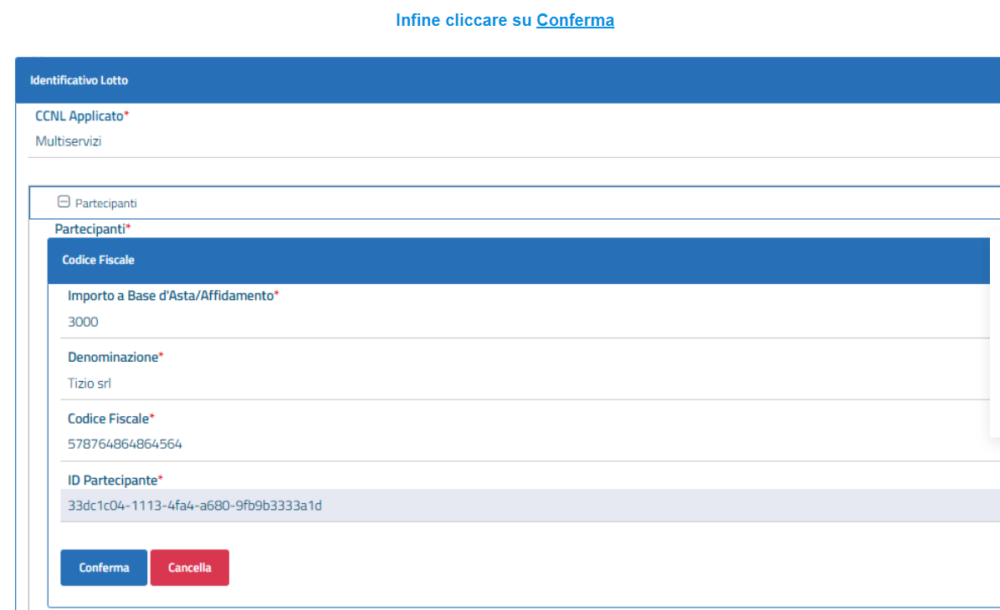 Infine cliccare su Conferma
Identificativo Lotto
CCNL Applicato*
Multiservizi
Partecipanti
Partecipanti*
Codice Fiscale
Importo a Base d'Asta/Affidamento*
3000
Denominazione*
Tizio srl
Codice Fiscale*
578764864864564
ID Partecipante*
33dc1c04-1113-4fa4-a680-9fb9b3333a1d
Conferma Cancella